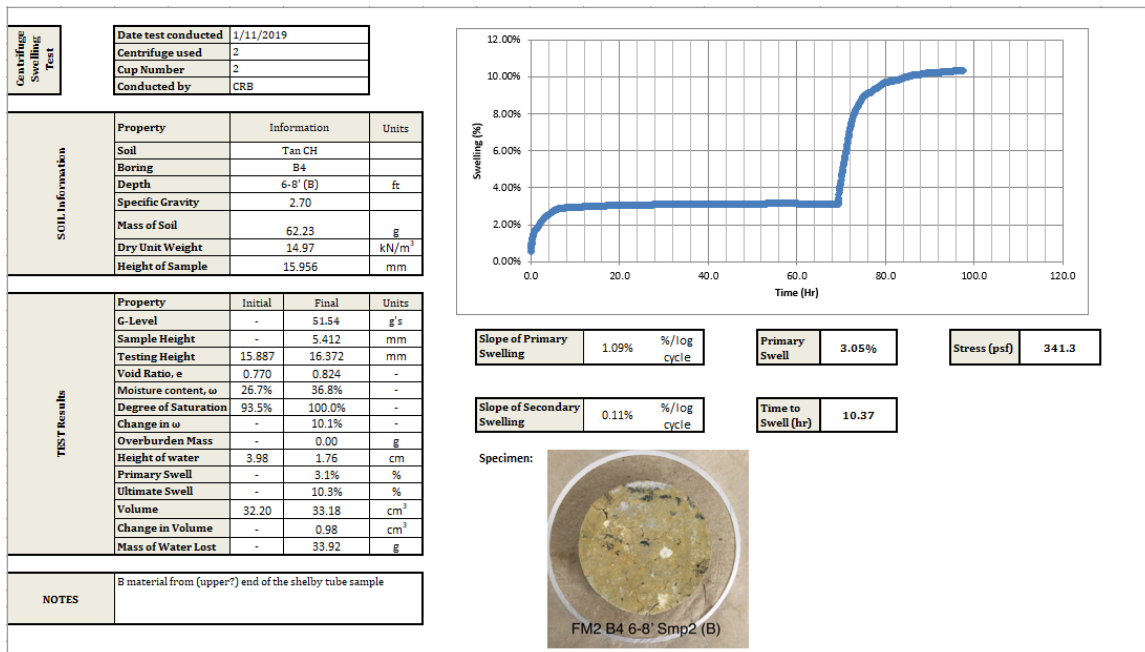 Centrifuge
Swelling
Test
Date test conducted 1/11/2019
Centrifuge used 2
Cup Number 2
Conducted by CRB
SOIL Information
Property Information Units
Soil Tan CH
Boring B4
Depth 6-8' (B) ft
Specific Gravity 2.70
Mass of Soil 62.23 g
Dry Unit Weight 14.97 kN/m³
Height of Sample 15.956 mm
TEST Results
Property Initial Final Units
G-Level - 51.54 g's
Sample Height - 5.412 mm
Testing Height 15.887 16.372 mm
Void Ratio, e 0.770 0.824 -
Moisture content, ω 26.7% 36.8% -
Degree of Saturation 93.5% 100.0% -
Change in ω - 10.1% -
Overburden Mass - 0.00 g
Height of water 3.98 1.76 cm
Primary Swell - 3.1% %
Ultimate Swell - 10.3% %
Volume 32.20 33.18 cm³
Change in Volume - 0.98 cm³
Mass of Water Lost - 33.92 g
NOTES
B material from (upper?) end of the shelby tube sample
Swelling (%)
12.00%
10.00%
8.00%
6.00%
4.00%
2.00%
0.00%
0.0 20.0 40.0 60.0 80.0 100.0 120.0
Time (Hr)
Slope of Primary
Swelling
1.09%
%/log
cycle
Primary
Swell
3.05%
Stress (psf) 341.3
Slope of Secondary
Swelling
0.11%
%/log
cycle
Time to
Swell (hr)
10.37
Specimen:
FM2 B4 6-8' Smp2 (B)